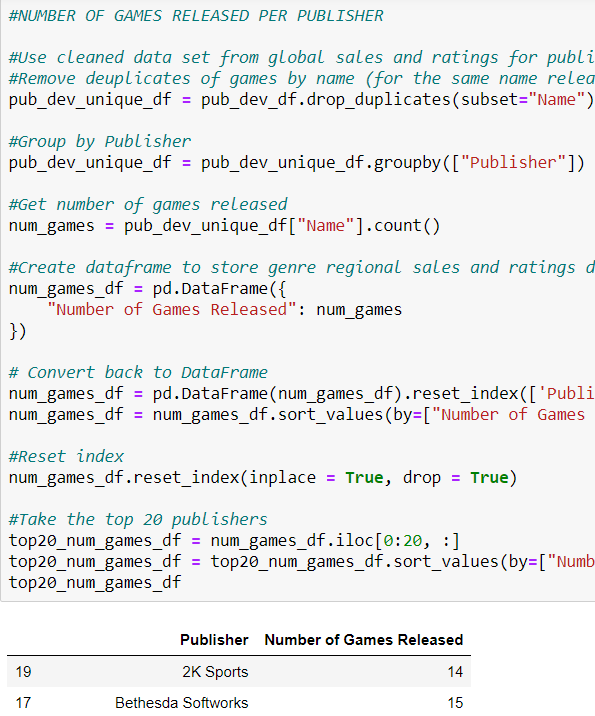 #NUMBER OF GAMES RELEASED PER PUBLISHER
#Use cleaned data set from global sales and ratings for publi
#Remove deuplicates of games by name (for the same name relea
pub_dev_unique_df = pub_dev_df.drop_duplicates(subset="Name")
#Group by Publisher
pub_dev_unique_df = pub_dev_unique_df.groupby(["Publisher"])
#Get number of games released
num_games = pub_dev_unique_df["Name"].count()
#Create dataframe to store genre regional sales and ratings d
num_games_df = pd.DataFrame({
    "Number of Games Released": num_games
})
# Convert back to DataFrame
num_games_df = pd.DataFrame(num_games_df).reset_index(['Publi
num_games_df = num_games_df.sort_values(by=["Number of Games
#Reset index
num_games_df.reset_index(inplace = True, drop = True)
#Take the top 20 publishers
top20_num_games_df = num_games_df.iloc[0:20, :]
top20_num_games_df = top20_num_games_df.sort_values(by=["Numb
top20_num_games_df
Publisher Number of Games Released
19 2K Sports 14
17 Bethesda Softworks 15